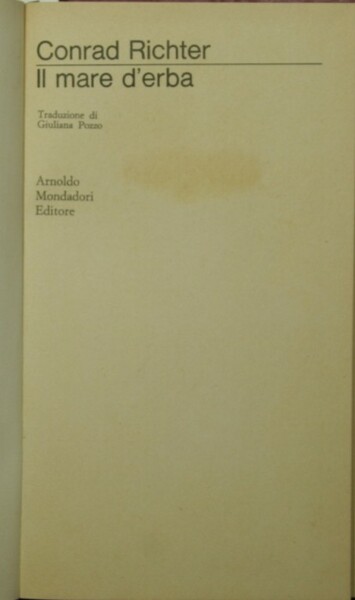 Conrad Richter
Il mare d'erba
Traduzione di
Giuliana Pozzo
Arnoldo
Mondadori
Editore